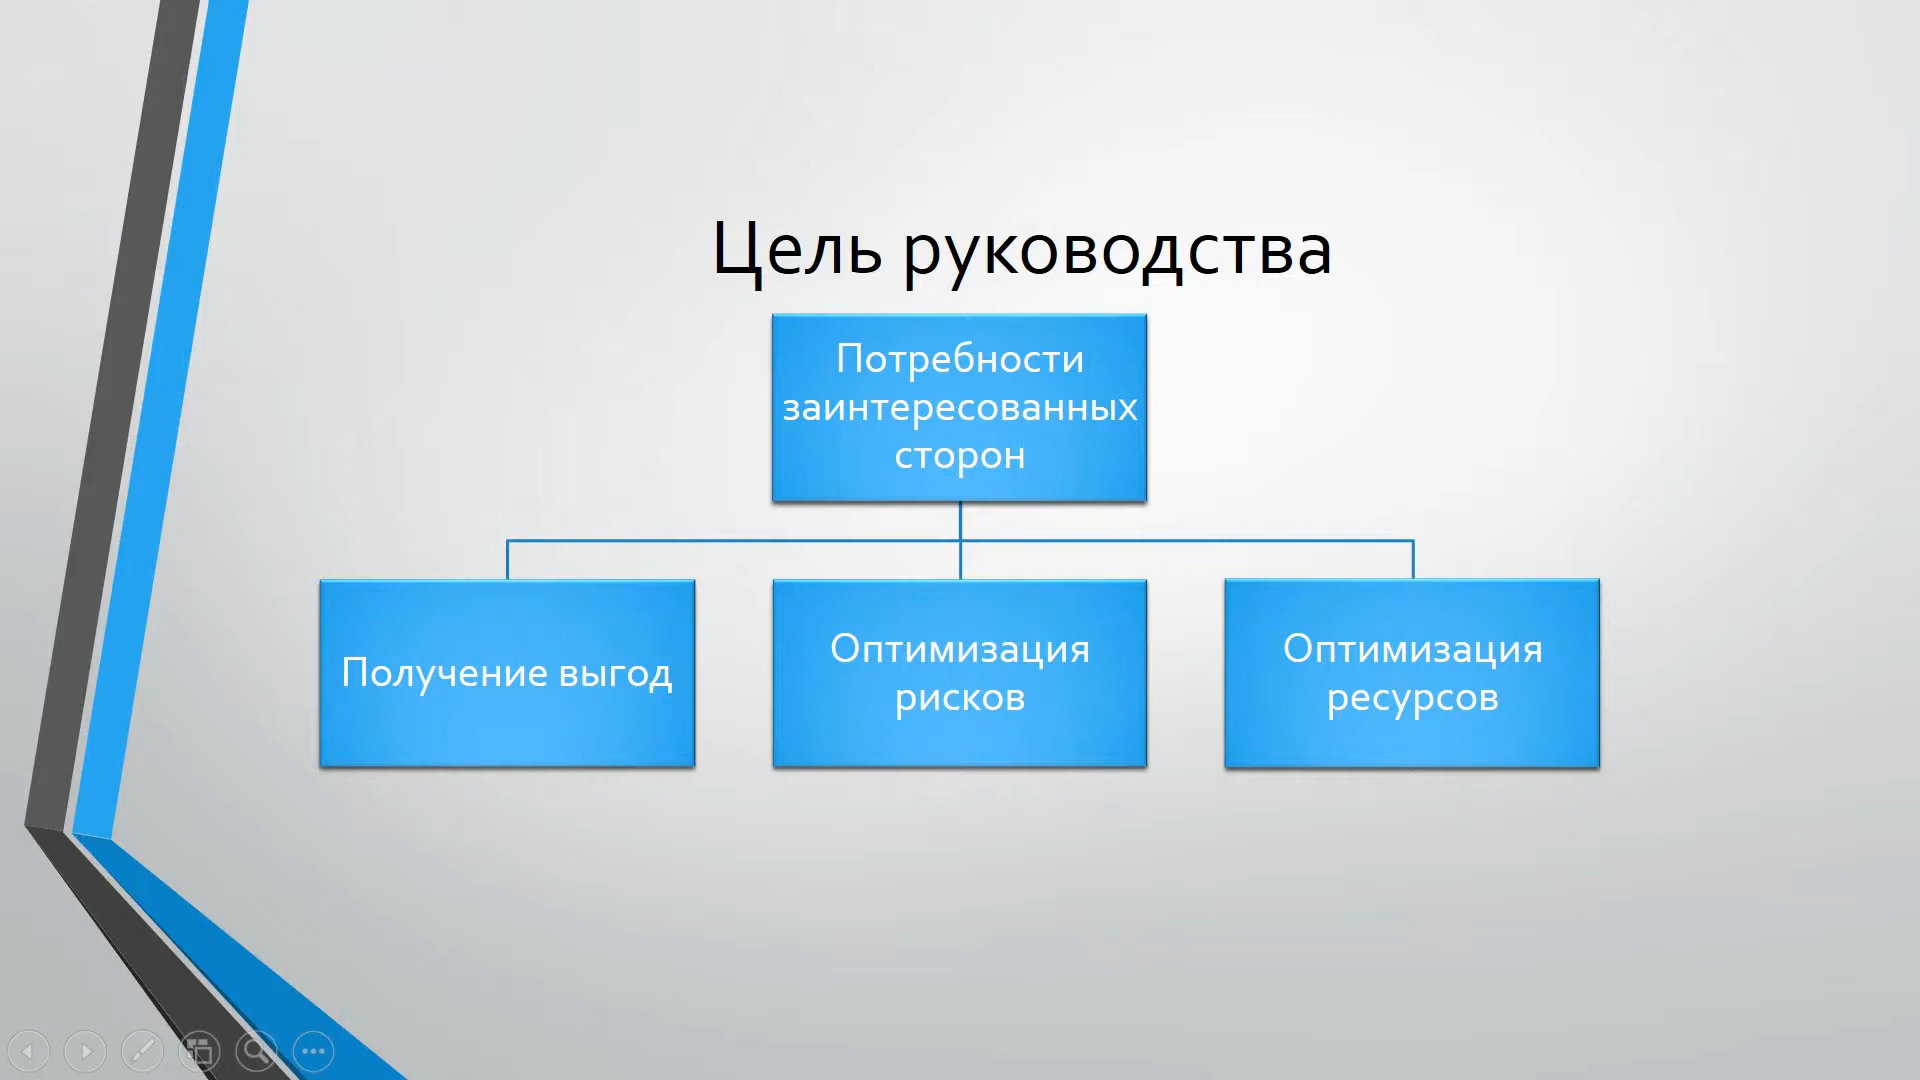 Цель руководства
Потребности
заинтересованных
сторон
Получение выгод
Оптимизация
рисков
Оптимизация
ресурсов